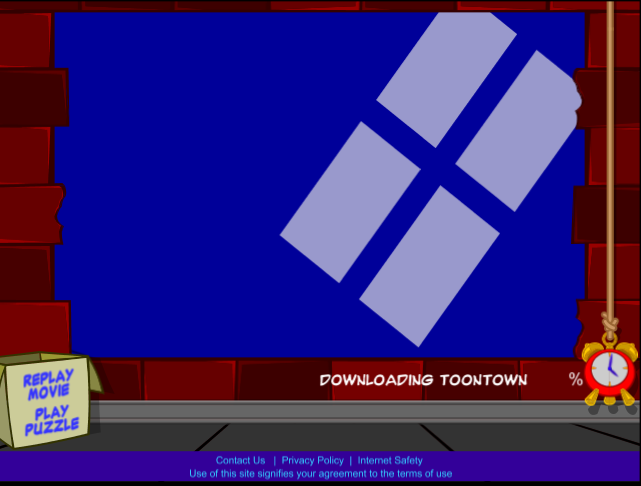 DOWNLOADING TOONTOWN %
REPLAY
MOVIE
PLAY
PUZZLE
Contact Us | Privacy Policy | Internet Safety
Use of this site signifies your agreement to the terms of use